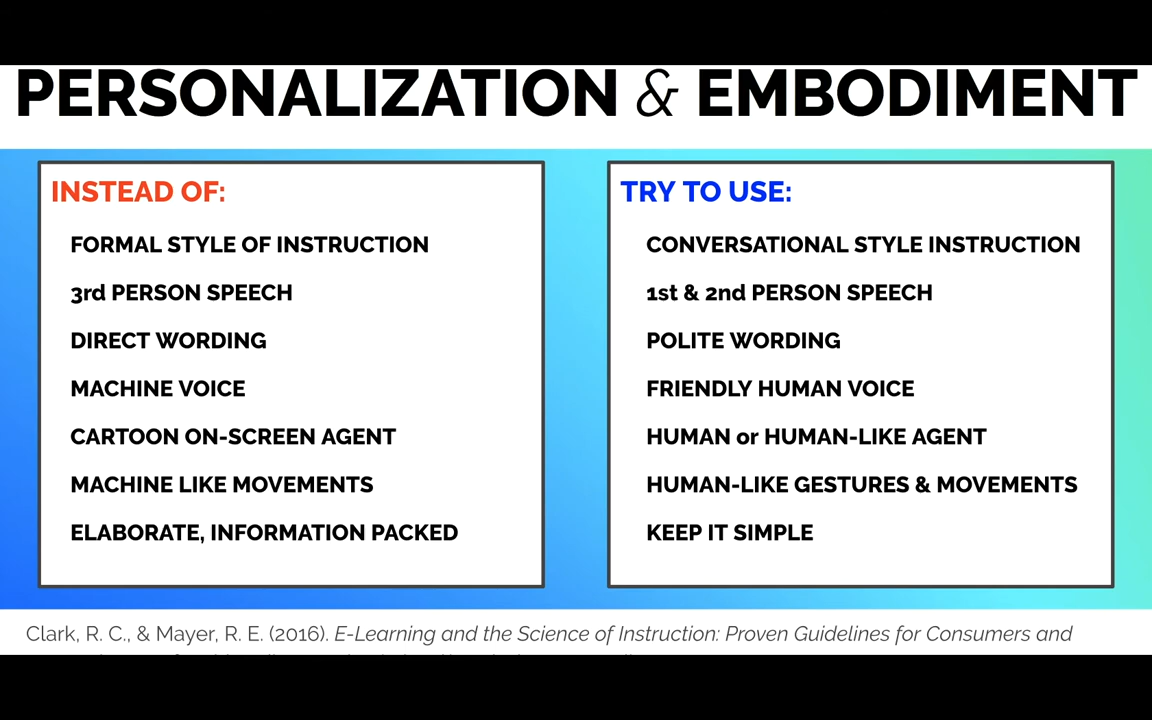 PERSONALIZATION & EMBODIMENT
INSTEAD OF:
FORMAL STYLE OF INSTRUCTION
3rd PERSON SPEECH
DIRECT WORDING
MACHINE VOICE
CARTOON ON-SCREEN AGENT
MACHINE LIKE MOVEMENTS
ELABORATE, INFORMATION PACKED
TRY TO USE:
CONVERSATIONAL STYLE INSTRUCTION
1st & 2nd PERSON SPEECH
POLITE WORDING
FRIENDLY HUMAN VOICE
HUMAN or HUMAN-LIKE AGENT
HUMAN-LIKE GESTURES & MOVEMENTS
KEEP IT SIMPLE
Clark, R. C., & Mayer, R. E. (2016). E-Learning and the Science of Instruction: Proven Guidelines for Consumers and